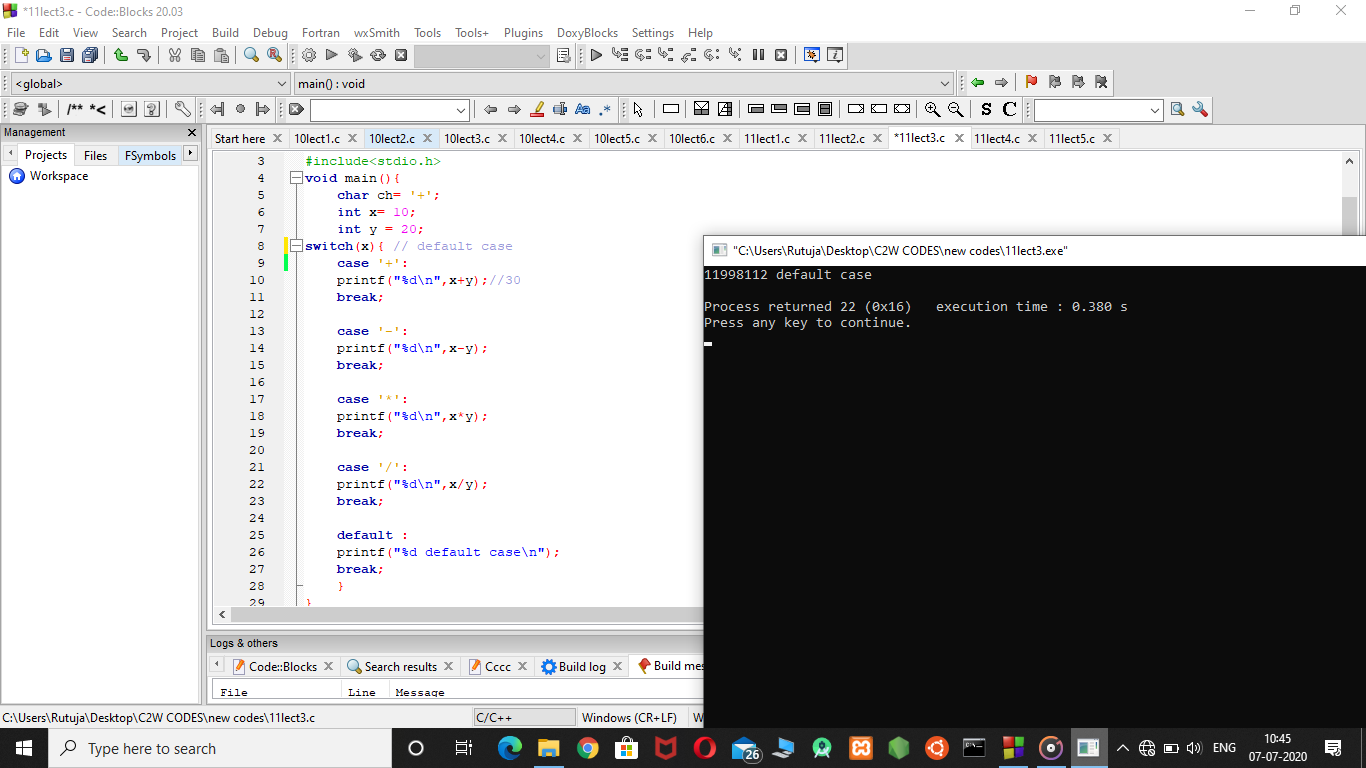 *11lect3.c - Code::Blocks 20.03
File Edit View Search Project Build Debug Fortran wxSmith Tools Tools+ Plugins DoxyBlocks Settings Help
<global> main() : void
/** *< Aa .* S C
Management
Projects Files FSymbols
Workspace
Start here 10lect1.c 10lect2.c 10lect3.c 10lect4.c 10lect5.c 10lect6.c 11lect1.c 11lect2.c *11lect3.c 11lect4.c 11lect5.c
3 #include<stdio.h>
4 void main(){
5 char ch= '+';
6 int x= 10;
7 int y = 20;
8 switch(x){ // default case
9 case '+':
10 printf("%d\n",x+y);//30
11 break;
12
13 case '-':
14 printf("%d\n",x-y);
15 break;
16
17 case '*':
18 printf("%d\n",x*y);
19 break;
20
21 case '/':
22 printf("%d\n",x/y);
23 break;
24
25 default :
26 printf("%d default case\n");
27 break;
28 }
29 }
"C:\Users\Rutuja\Desktop\C2W CODES\new codes\11lect3.exe"
11998112 default case
Process returned 22 (0x16) execution time : 0.380 s
Press any key to continue.
Logs & others
Code::Blocks Search results Cccc Build log Build mes
File Line Message
C:\Users\Rutuja\Desktop\C2W CODES\new codes\11lect3.c C/C++ Windows (CR+LF) W
Type here to search
26
ENG
10:45
07-07-2020